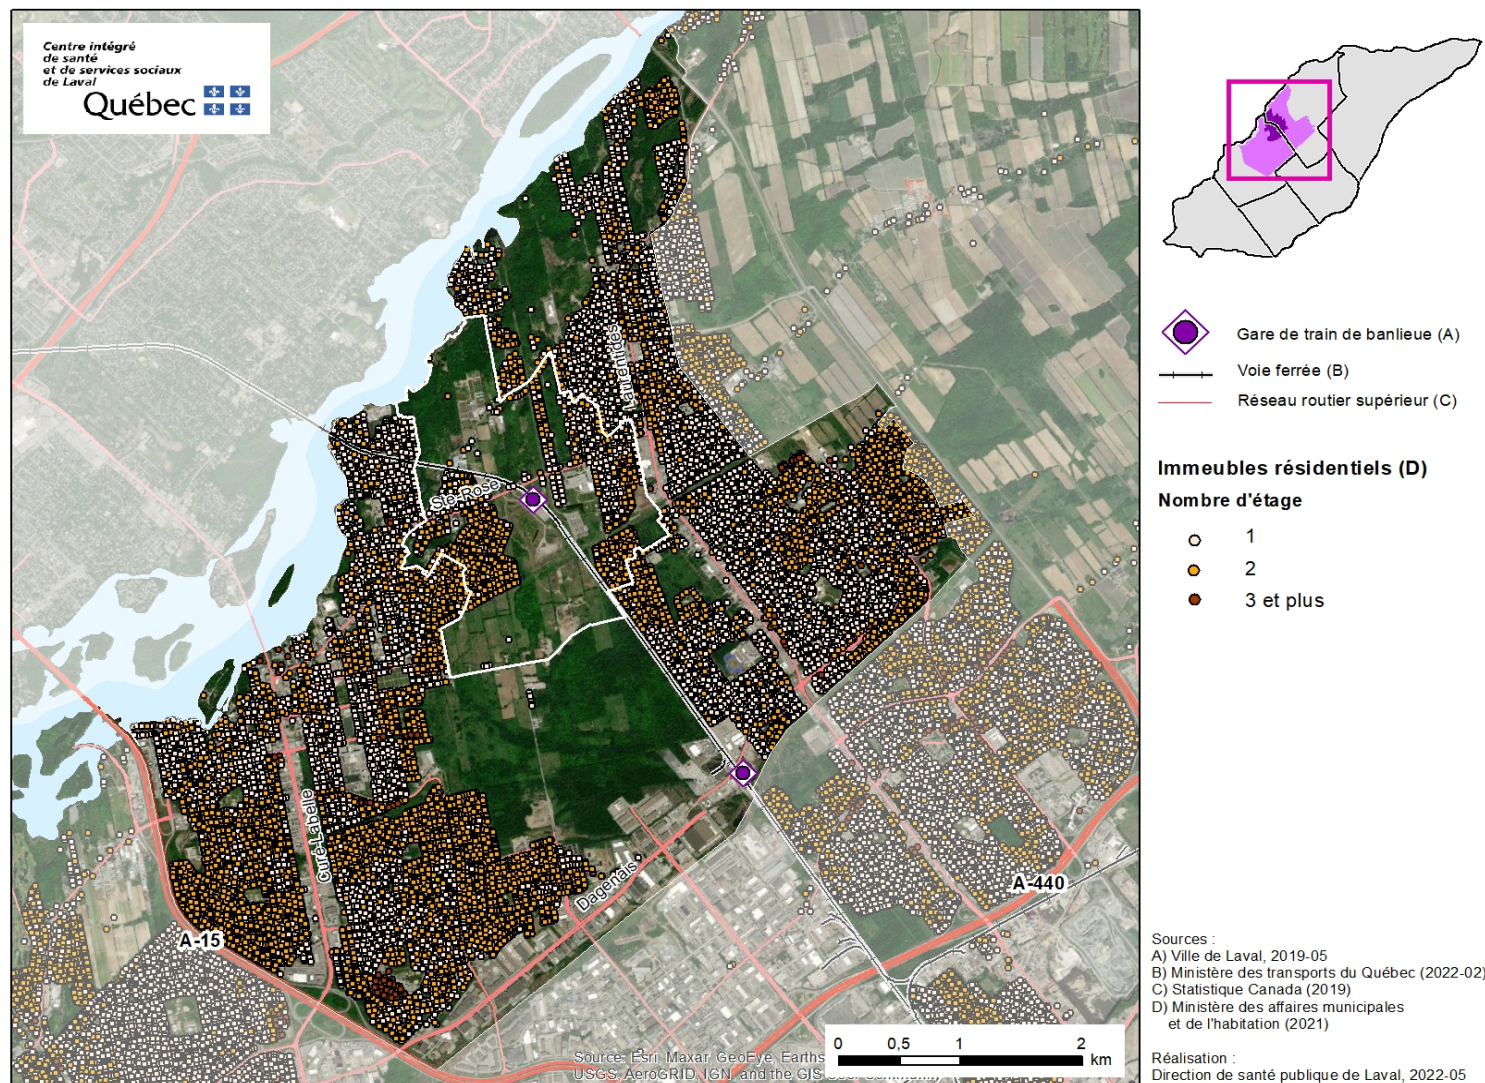 Centre intégré
de santé
et de services sociaux
de Laval
Québec
Laurentides
Ste-Rose
Curé-Labelle
Dagenais
A-15
A-440
Gare de train de banlieue (A)
Voie ferrée (B)
Réseau routier supérieur (C)
Immeubles résidentiels (D)
Nombre d'étage
1
2
3 et plus
0 0,5 1 2
km
Source: Esri, Maxar, GeoEye, Earths
USGS, AeroGRID, IGN, and the GIS User Community
Sources :
A) Ville de Laval, 2019-05
B) Ministère des transports du Québec (2022-02)
C) Statistique Canada (2019)
D) Ministère des affaires municipales
et de l'habitation (2021)
Réalisation :
Direction de santé publique de Laval, 2022-05